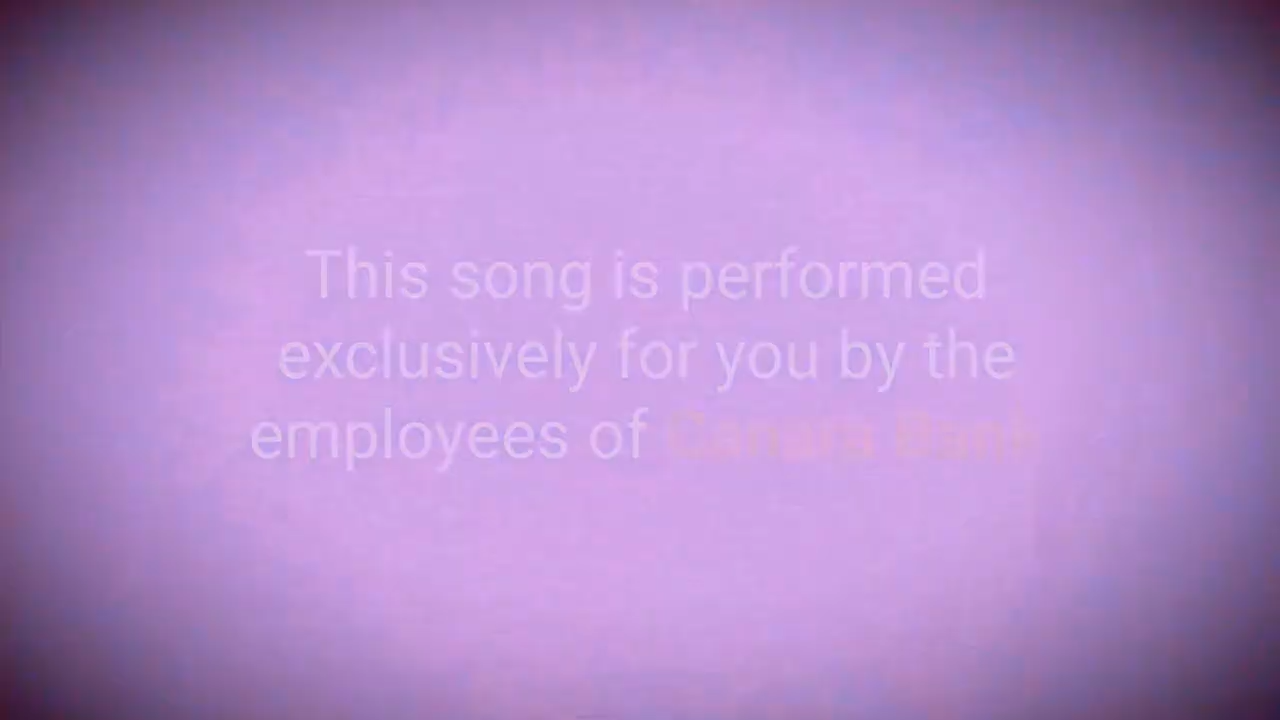 This song is performed
exclusively for you by the
employees of Canara Bank